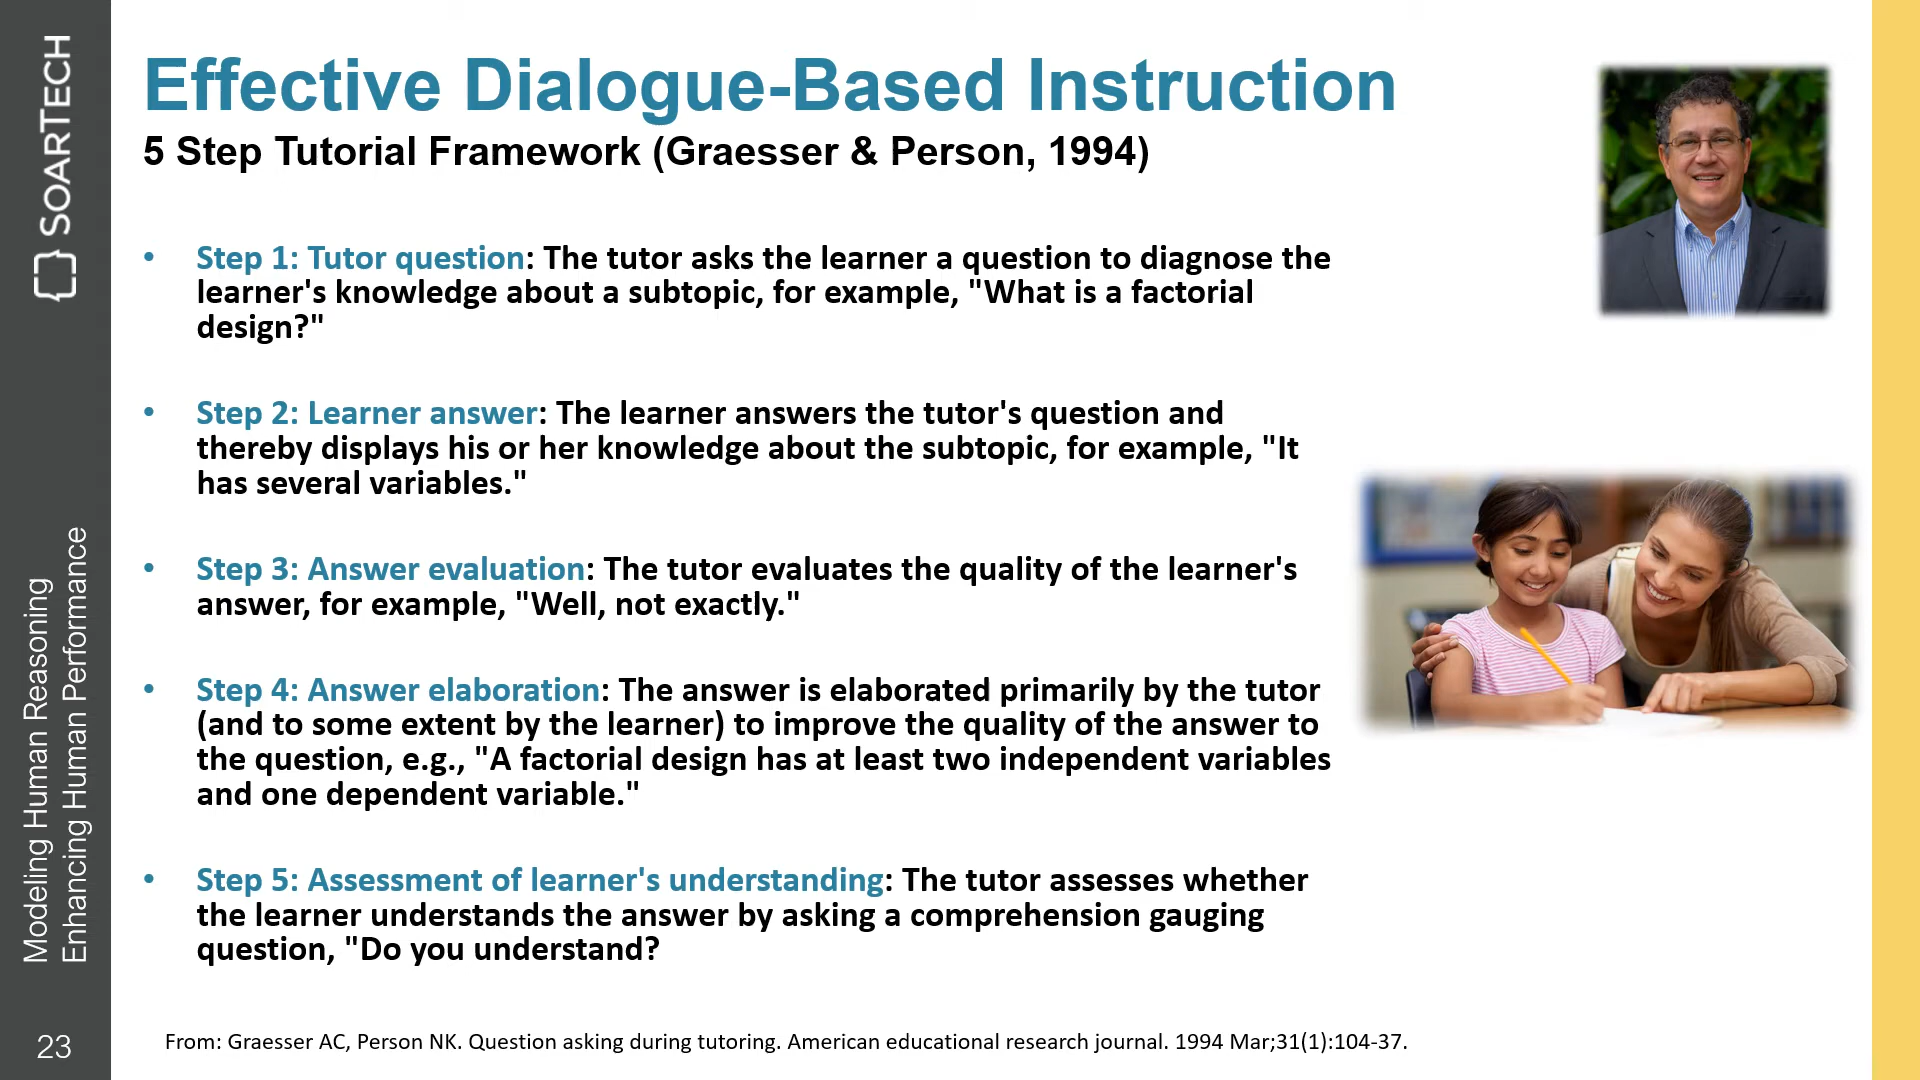 Effective Dialogue-Based Instruction
5 Step Tutorial Framework (Graesser & Person, 1994)
• Step 1: Tutor question: The tutor asks the learner a question to diagnose the
learner's knowledge about a subtopic, for example, "What is a factorial
design?"
• Step 2: Learner answer: The learner answers the tutor's question and
thereby displays his or her knowledge about the subtopic, for example, "It
has several variables."
• Step 3: Answer evaluation: The tutor evaluates the quality of the learner's
answer, for example, "Well, not exactly."
• Step 4: Answer elaboration: The answer is elaborated primarily by the tutor
(and to some extent by the learner) to improve the quality of the answer to
the question, e.g., "A factorial design has at least two independent variables
and one dependent variable."
• Step 5: Assessment of learner's understanding: The tutor assesses whether
the learner understands the answer by asking a comprehension gauging
question, "Do you understand?
From: Graesser AC, Person NK. Question asking during tutoring. American educational research journal. 1994 Mar;31(1):104-37.
SOARTECH
Modeling Human Reasoning
Enhancing Human Performance
23